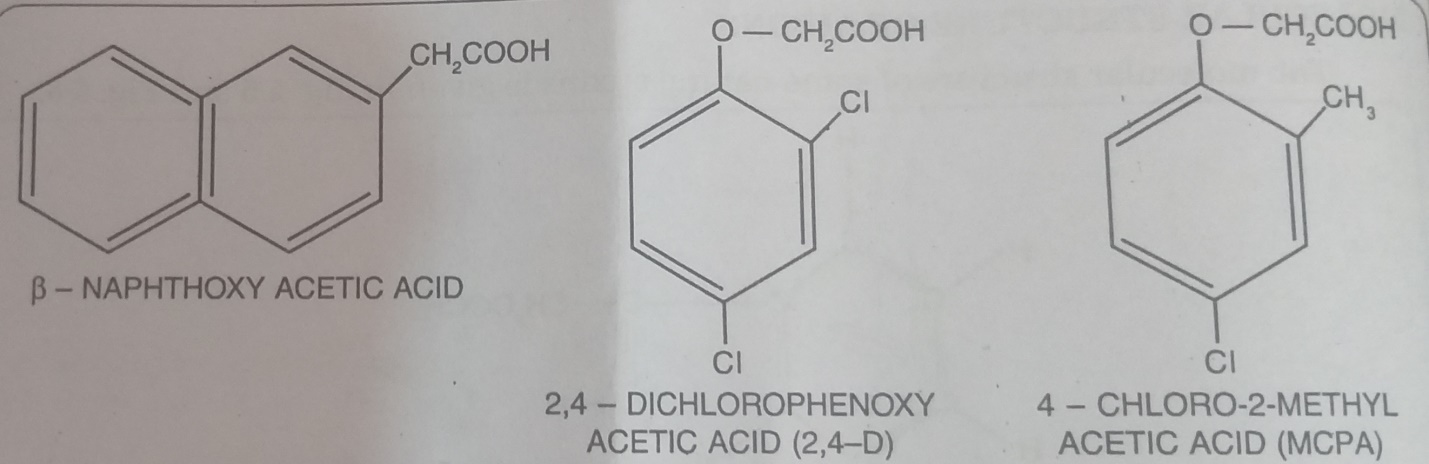 CH₂COOH
β – NAPHTHOXY ACETIC ACID
O — CH₂COOH
Cl
Cl
2,4 – DICHLOROPHENOXY
ACETIC ACID (2,4–D)
O — CH₂COOH
CH₃
Cl
4 – CHLORO-2-METHYL
ACETIC ACID (MCPA)